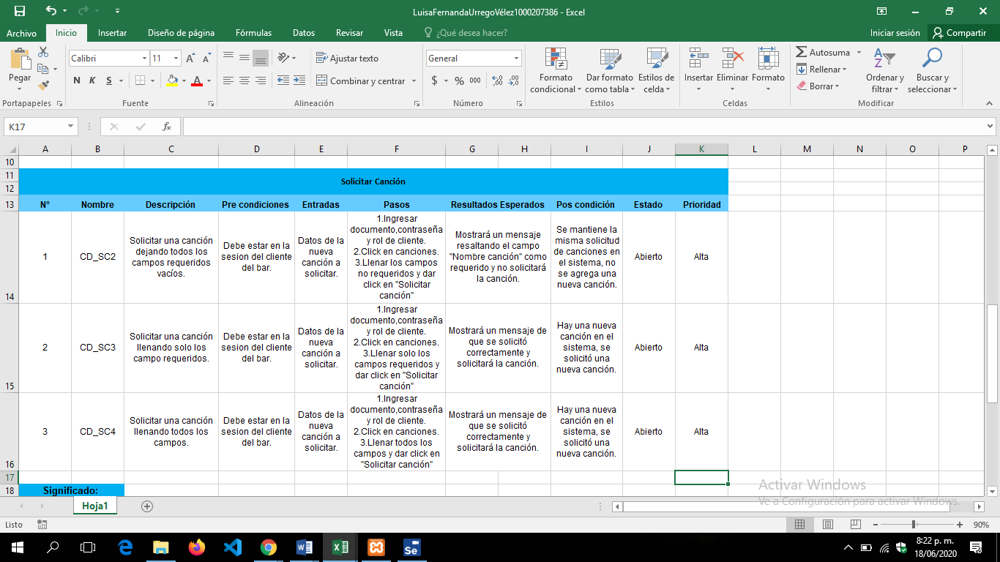 LuisaFernandaUrregoVélez1000207386 - Excel
Archivo Inicio Insertar Diseño de página Fórmulas Datos Revisar Vista ¿Qué desea hacer? Iniciar sesión Compartir
Pegar
Calibri 11
N K S
Ajustar texto
Combinar y centrar
General
$ % 000
Formato condicional
Dar formato como tabla
Estilos de celda
Insertar Eliminar Formato
Autosuma
Rellenar
Borrar
Ordenar y filtrar
Buscar y seleccionar
Portapapeles Fuente Alineación Número Estilos Celdas Modificar
K17 fx
A B C D E F G H I J K L M N O P
10
11
12
Solicitar Canción
13 N° Nombre Descripción Pre condiciones Entradas Pasos Resultados Esperados Pos condición Estado Prioridad
14
1
CD_SC2
Solicitar una canción
dejando todos los
campos requeridos
vacíos.
Debe estar en la
sesion del cliente
del bar.
Datos de la
nueva
canción a
solicitar.
1.Ingresar
documento,contraseña
y rol de cliente.
2.Click en canciones.
3.Llenar los campos
no requeridos y dar
click en "Solicitar
canción"
Mostrará un mensaje
resaltando el campo
"Nombre canción" como
requerido y no solicitará
la canción.
Se mantiene la
misma solicitud
de canciones en
el sistema, no
se agrega una
nueva canción.
Abierto
Alta
15
2
CD_SC3
Solicitar una canción
llenando solo los
campo requeridos.
Debe estar en la
sesion del cliente
del bar.
Datos de la
nueva
canción a
solicitar.
1.Ingresar
documento,contraseña
y rol de cliente.
2.Click en canciones.
3.Llenar solo los
campos requeridos y
dar click en "Solicitar
canción"
Mostrará un mensaje de
que se solicitó
correctamente y
solicitará la canción.
Hay una nueva
canción en el
sistema, se
solicitó una
nueva canción.
Abierto
Alta
16
3
CD_SC4
Solicitar una canción
llenando todos los
campos.
Debe estar en la
sesion del cliente
del bar.
Datos de la
nueva
canción a
solicitar.
1.Ingresar
documento,contraseña
y rol de cliente.
2.Click en canciones.
3.Llenar todos los
campos y dar click en
"Solicitar canción"
Mostrará un mensaje de
que se solicitó
correctamente y
solicitará la canción.
Hay una nueva
canción en el
sistema, se
solicitó una
nueva canción.
Abierto
Alta
17
18 Significado:
Activar Windows
Ve a Configuración para activar Windows.
Hoja1
Listo
90%
8:22 p. m.
18/06/2020